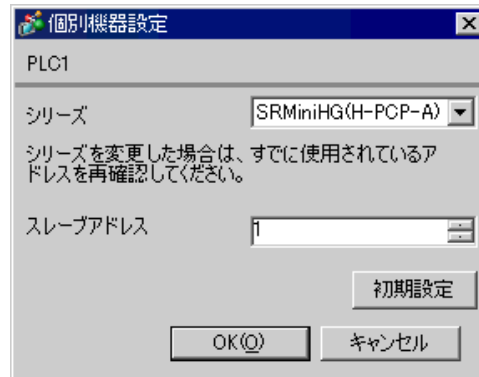 個別機器設定
PLC1
シリーズ
SRMiniHG(H-PCP-A)
シリーズを変更した場合は、すでに使用されているア
ドレスを再確認してください。
スレーブアドレス
1
初期設定
OK(O)
キャンセル